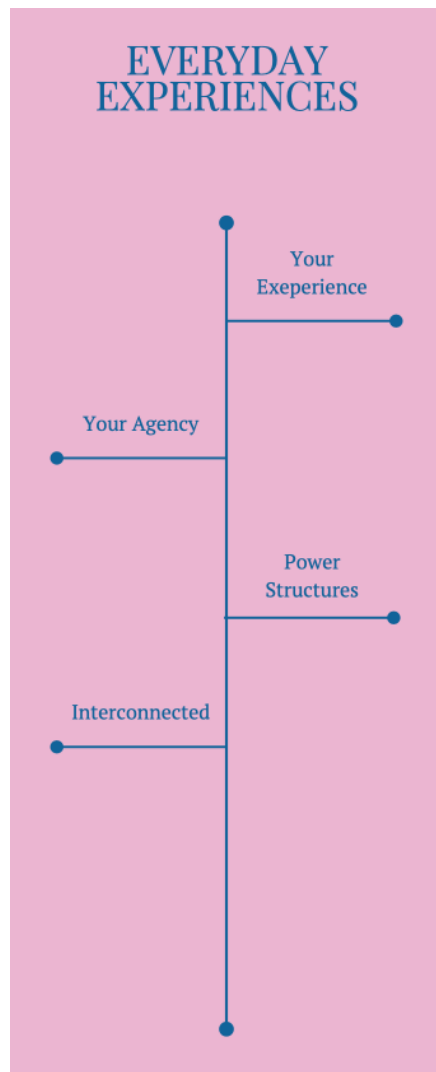 EVERYDAY
EXPERIENCES
Your
Exeperience
Your Agency
Power
Structures
Interconnected